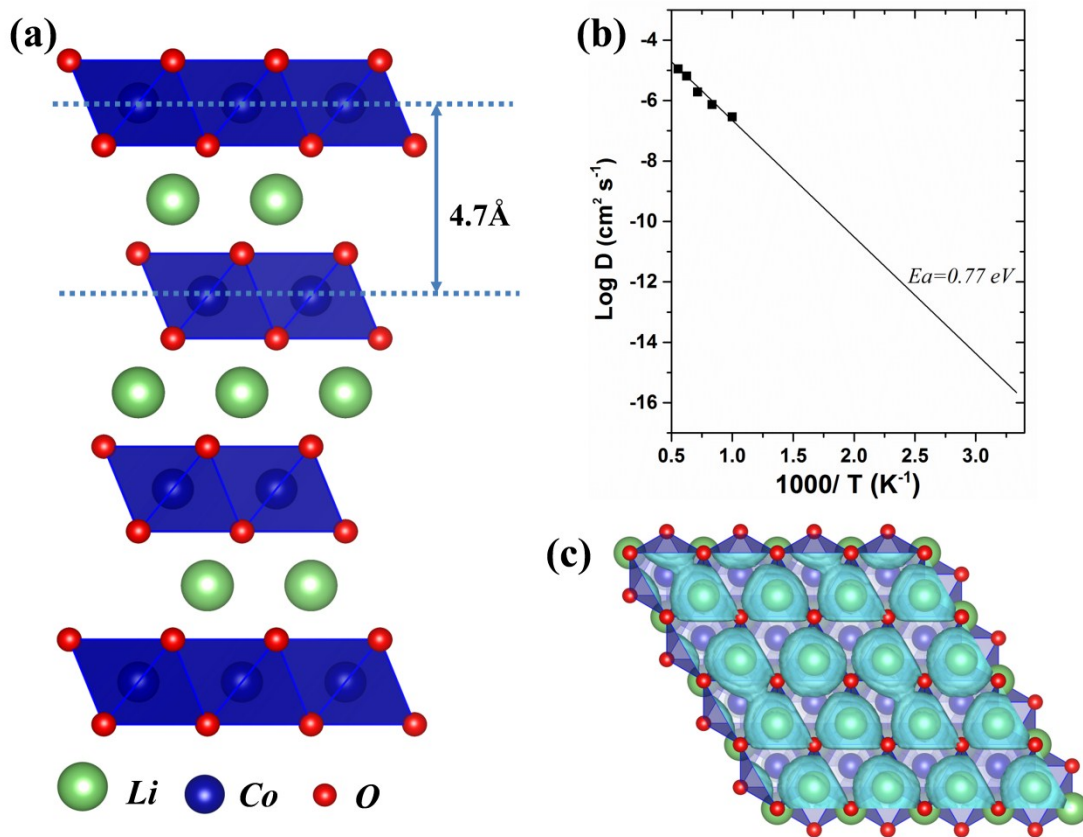 (a)
4.7Å
Li Co O
(b)
Log D (cm² s⁻¹)
-4
-6
-8
-10
-12
-14
-16
Ea=0.77 eV
0.5 1.0 1.5 2.0 2.5 3.0
1000/ T (K⁻¹)
(c)